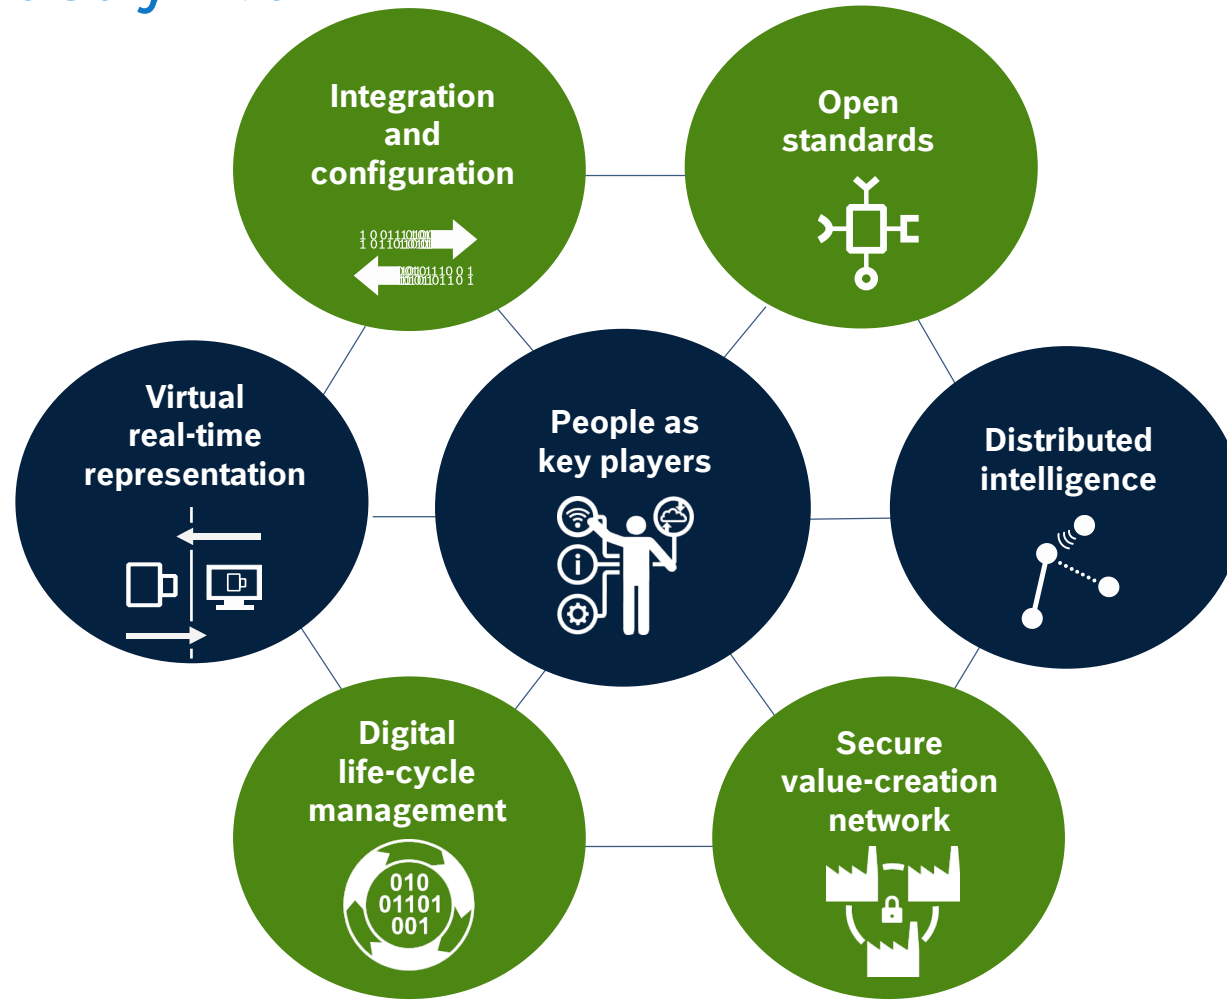 Integration
and
configuration
Open
standards
Virtual
real-time
representation
People as
key players
i
Distributed
intelligence
Digital
life-cycle
management
010
01101
001
Secure
value-creation
network